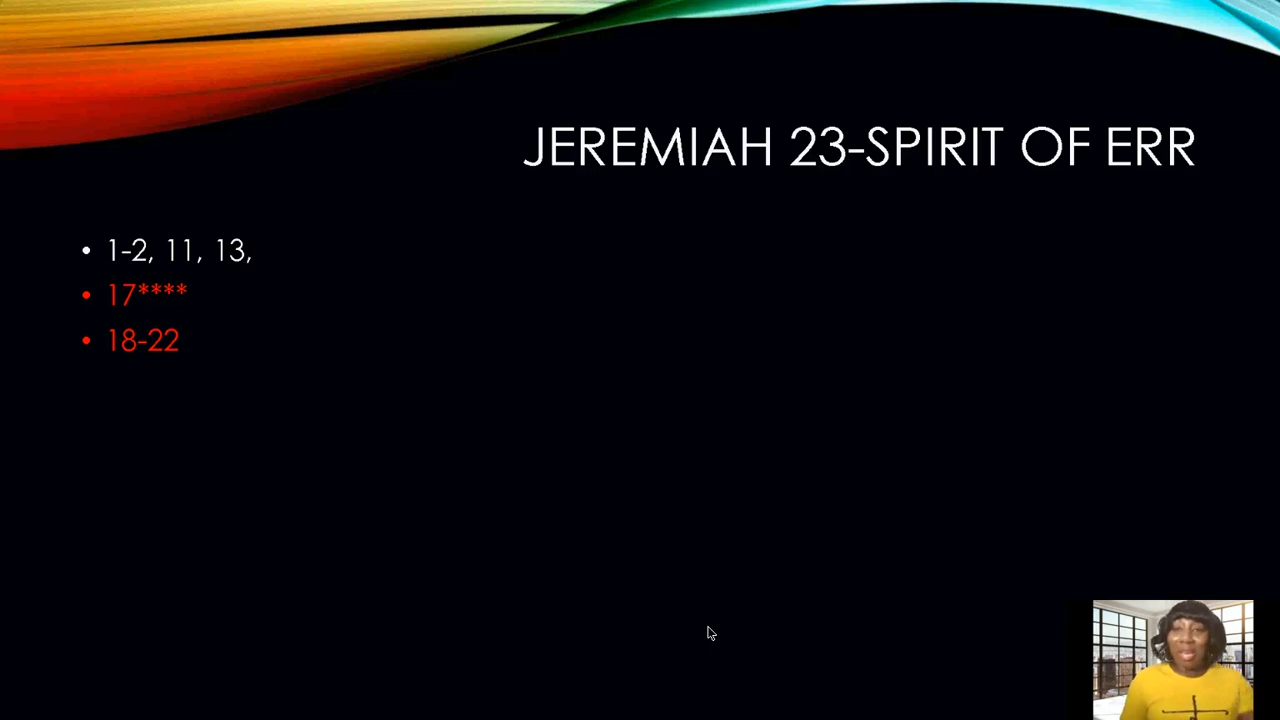 JEREMIAH 23-SPIRIT OF ERR
• 1-2, 11, 13,
• 17****
• 18-22